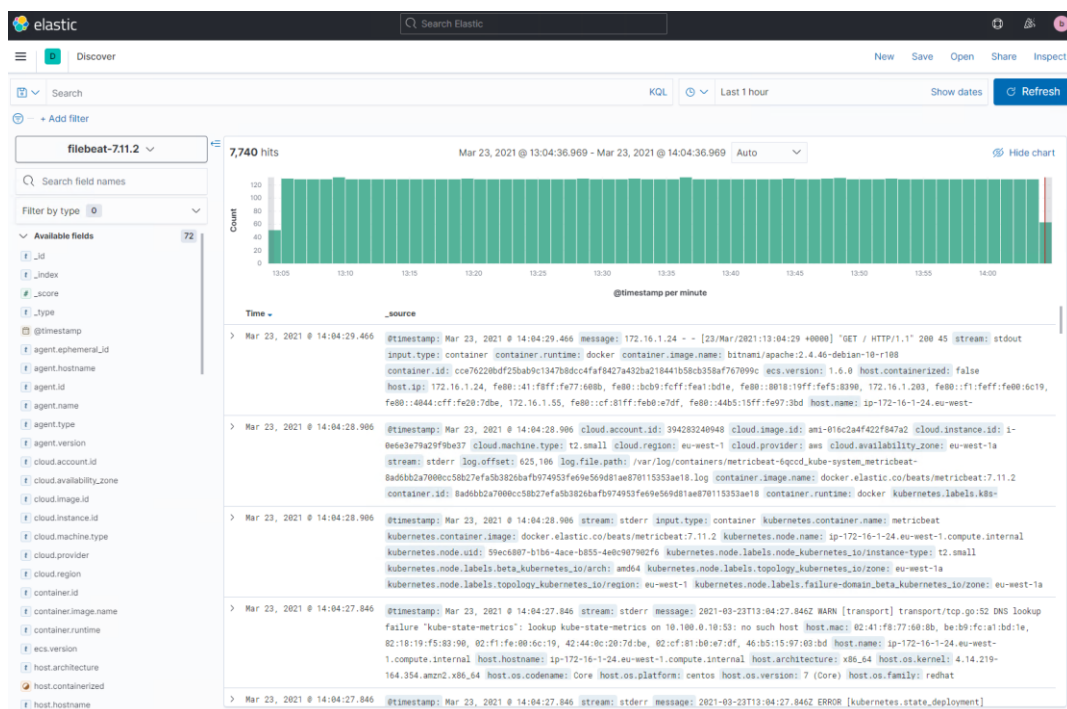 elastic
Search Elastic
b
D Discover
New Save Open Share Inspect
Search
KQL
Last 1 hour
Show dates
Refresh
+ Add filter
filebeat-7.11.2
7,740 hits
Mar 23, 2021 @ 13:04:36.969 - Mar 23, 2021 @ 14:04:36.969
Auto
Hide chart
Search field names
Filter by type 0
Available fields 72
t _id
t _index
# _score
t _type
@timestamp
t agent.ephemeral_id
t agent.hostname
t agent.id
t agent.name
t agent.type
t agent.version
t cloud.account.id
t cloud.availability_zone
t cloud.image.id
t cloud.instance.id
t cloud.machine.type
t cloud.provider
t cloud.region
t container.id
t container.image.name
t container.runtime
t ecs.version
t host.architecture
host.containerized
t host.hostname
Count
120
100
80
60
40
20
0
13:05 13:10 13:15 13:20 13:25 13:30 13:35 13:40 13:45 13:50 13:55 14:00
@timestamp per minute
Time _source
Mar 23, 2021 @ 14:04:29.466
@timestamp: Mar 23, 2021 @ 14:04:29.466 message: 172.16.1.24 - - [23/Mar/2021:13:04:29 +0000] "GET / HTTP/1.1" 200 45 stream: stdout
input.type: container container.runtime: docker container.image.name: bitnami/apache:2.4.46-debian-10-r108
container.id: cce76220bdf25bab9c1347b8dcc4faf8427a432ba218441b58cb358af767099c ecs.version: 1.6.0 host.containerized: false
host.ip: 172.16.1.24, fe80::41:f8ff:fe77:608b, fe80::bcb9:fcff:fea1:bd1e, fe80::8018:19ff:fef5:8390, 172.16.1.203, fe80::f1:feff:fe00:6c19,
fe80::4044:cff:fe20:7dbe, 172.16.1.55, fe80::cf:81ff:feb0:e7df, fe80::44b5:15ff:fe97:3bd host.name: ip-172-16-1-24.eu-west-
Mar 23, 2021 @ 14:04:28.906
@timestamp: Mar 23, 2021 @ 14:04:28.906 cloud.account.id: 394283240948 cloud.image.id: ami-016c2a4f422f847a2 cloud.instance.id: i-
0e6e3e79a29f9be37 cloud.machine.type: t2.small cloud.region: eu-west-1 cloud.provider: aws cloud.availability_zone: eu-west-1a
stream: stderr log.offset: 625,106 log.file.path: /var/log/containers/metricbeat-6qccd_kube-system_metricbeat-
8ad6bb2a7000cc58b27efa5b3826bafb974953fe69e569d81ae870115353ae18.log container.image.name: docker.elastic.co/beats/metricbeat:7.11.2
container.id: 8ad6bb2a7000cc58b27efa5b3826bafb974953fe69e569d81ae870115353ae18 container.runtime: docker kubernetes.labels.k8s-
Mar 23, 2021 @ 14:04:28.906
@timestamp: Mar 23, 2021 @ 14:04:28.906 stream: stderr input.type: container kubernetes.container.name: metricbeat
kubernetes.container.image: docker.elastic.co/beats/metricbeat:7.11.2 kubernetes.node.name: ip-172-16-1-24.eu-west-1.compute.internal
kubernetes.node.uid: 59ec6807-b1b6-4ace-b855-4e0c907902f6 kubernetes.node.labels.node_kubernetes_io/instance-type: t2.small
kubernetes.node.labels.beta_kubernetes_io/arch: amd64 kubernetes.node.labels.topology_kubernetes_io/zone: eu-west-1a
kubernetes.node.labels.topology_kubernetes_io/region: eu-west-1 kubernetes.node.labels.failure-domain_beta_kubernetes_io/zone: eu-west-1a
Mar 23, 2021 @ 14:04:27.846
@timestamp: Mar 23, 2021 @ 14:04:27.846 stream: stderr message: 2021-03-23T13:04:27.846Z WARN [transport] transport/tcp.go:52 DNS lookup
failure "kube-state-metrics": lookup kube-state-metrics on 10.100.0.10:53: no such host host.mac: 02:41:f8:77:60:8b, be:b9:fc:a1:bd:1e,
82:18:19:f5:83:90, 02:f1:fe:00:6c:19, 42:44:0c:20:7d:be, 02:cf:81:b0:e7:df, 46:b5:15:97:03:bd host.name: ip-172-16-1-24.eu-west-
1.compute.internal host.hostname: ip-172-16-1-24.eu-west-1.compute.internal host.architecture: x86_64 host.os.kernel: 4.14.219-
164.354.amzn2.x86_64 host.os.codename: Core host.os.platform: centos host.os.version: 7 (Core) host.os.family: redhat
Mar 23, 2021 @ 14:04:27.846
@timestamp: Mar 23, 2021 @ 14:04:27.846 stream: stderr message: 2021-03-23T13:04:27.846Z ERROR [kubernetes.state_deployment]